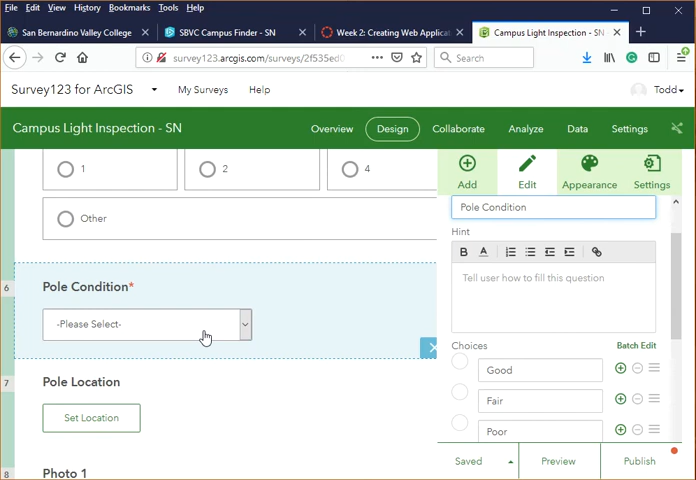 File Edit View History Bookmarks Tools Help
San Bernardino Valley College
SBVC Campus Finder - SN
Week 2: Creating Web Applicat
Campus Light Inspection - SN
survey123.arcgis.com/surveys/2f535ed0
Search
Survey123 for ArcGIS My Surveys Help Todd
Campus Light Inspection - SN Overview Design Collaborate Analyze Data Settings
1 2 4
Other
6 Pole Condition*
-Please Select-
7 Pole Location
Set Location
8 Photo 1
Add Edit Appearance Settings
Pole Condition
Hint
B A
Tell user how to fill this question
Choices Batch Edit
Good
Fair
Poor
Saved Preview Publish